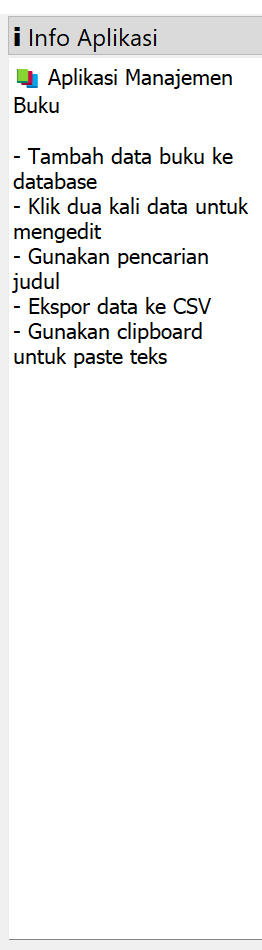 ℹ Info Aplikasi
📚 Aplikasi Manajemen
Buku
- Tambah data buku ke
database
- Klik dua kali data untuk
mengedit
- Gunakan pencarian
judul
- Ekspor data ke CSV
- Gunakan clipboard
untuk paste teks